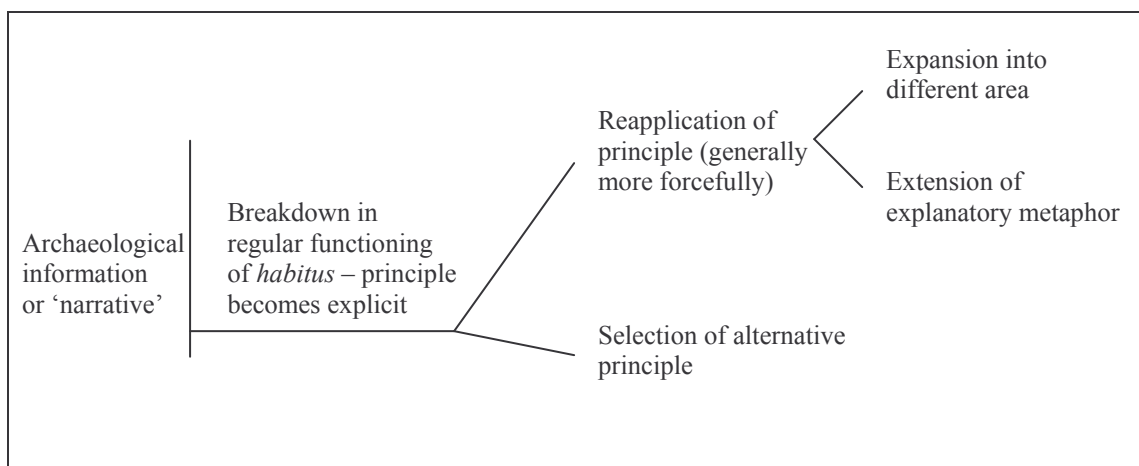 Archaeological
information
or ‘narrative’
Breakdown in
regular functioning
of habitus – principle
becomes explicit
Reapplication of
principle (generally
more forcefully)
Selection of alternative
principle
Expansion into
different area
Extension of
explanatory metaphor